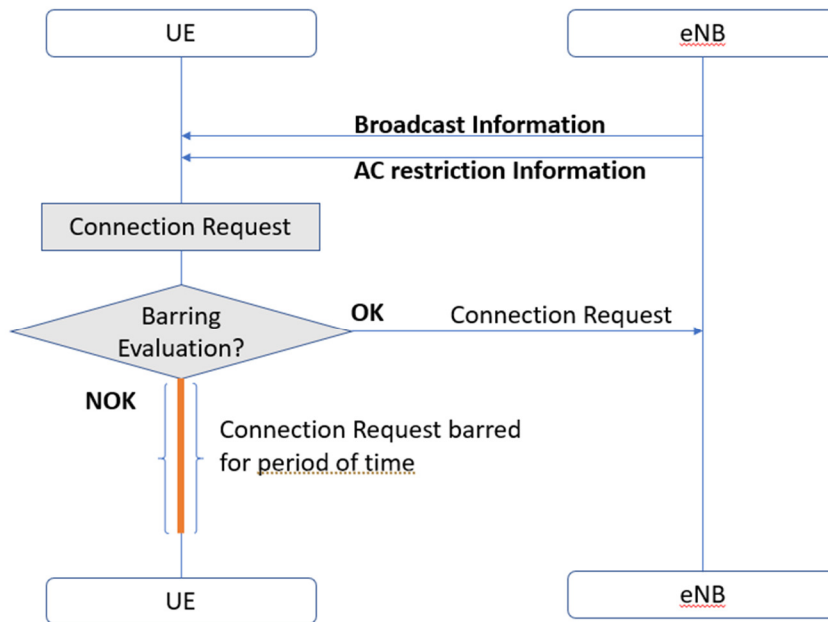 UE
eNB
Broadcast Information
AC restriction Information
Connection Request
Barring
Evaluation?
OK
Connection Request
NOK
Connection Request barred
for period of time
UE
eNB